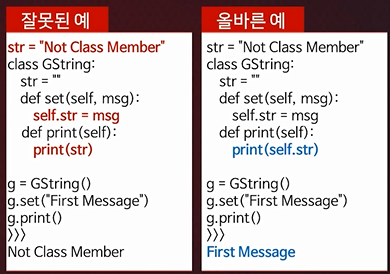 잘못된 예
str = "Not Class Member"
class GString:
str = ""
def set(self, msg):
self.str = msg
def print(self):
print(str)
g = GString()
g.set("First Message")
g.print()
>>>
Not Class Member
올바른 예
str = "Not Class Member"
class GString:
str = ""
def set(self, msg):
self.str = msg
def print(self):
print(self.str)
g = GString()
g.set("First Message")
g.print()
>>>
First Message